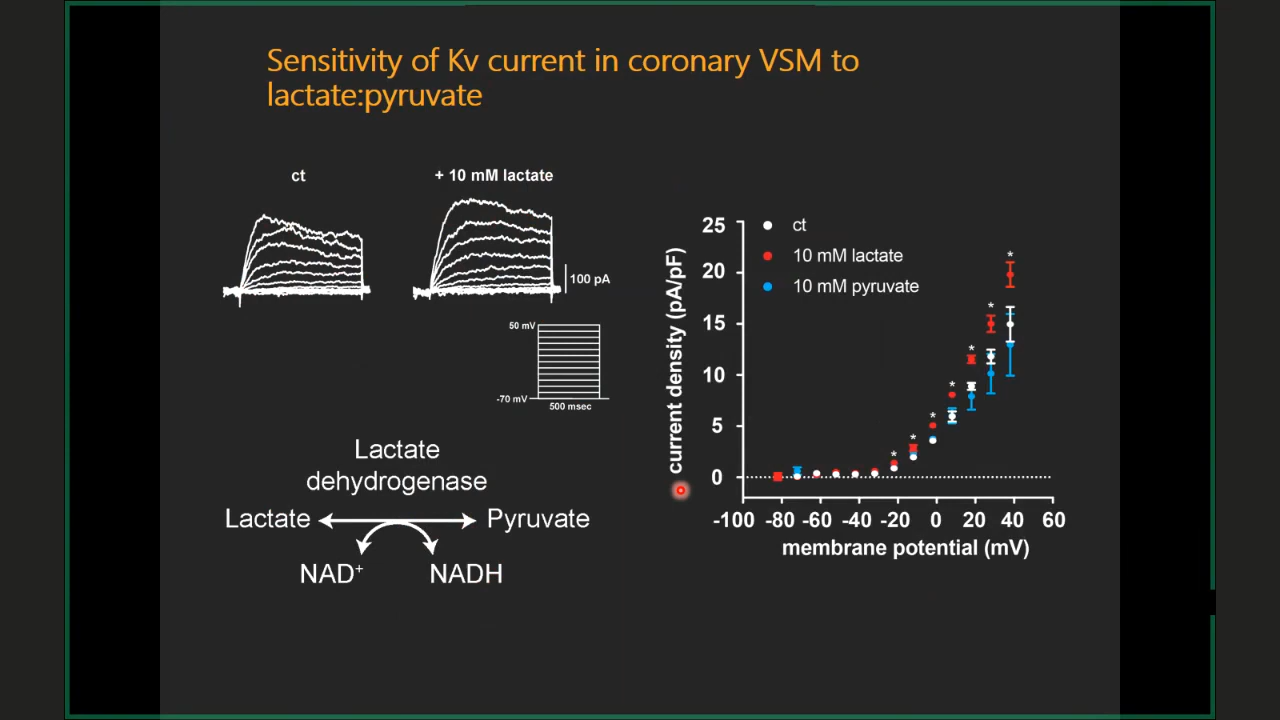 Sensitivity of Kv current in coronary VSM to
lactate:pyruvate
ct
+ 10 mM lactate
100 pA
50 mV
-70 mV
500 msec
Lactate
dehydrogenase
Lactate
Pyruvate
NAD⁺
NADH
current density (pA/pF)
25
20
15
10
5
0
ct
10 mM lactate
10 mM pyruvate
*
*
*
*
*
*
*
-100 -80 -60 -40 -20 0 20 40 60
membrane potential (mV)